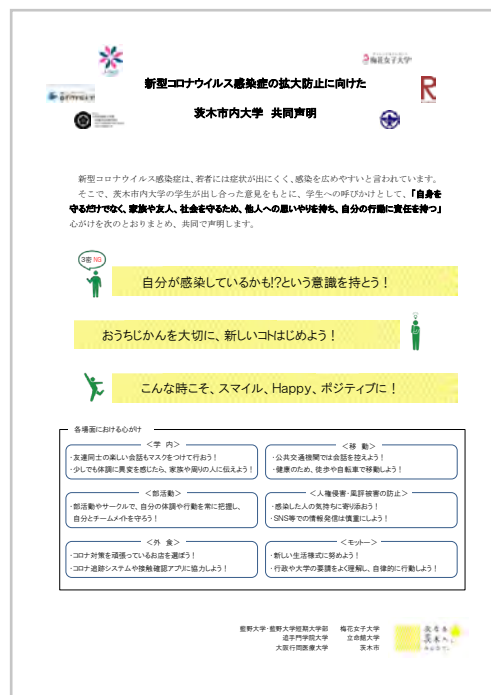 梅花女子大学
新型コロナウイルス感染症の拡大防止に向けた
茨木市内大学 共同声明
新型コロナウイルス感染症は、若者には症状が出にくく、感染を広めやすいと言われています。
そこで、茨木市内大学の学生が出し合った意見をもとに、学生への呼びかけとして、「自身を
守るだけでなく、家族や友人、社会を守るため、他人への思いやりを持ち、自分の行動に責任を持つ」
心がけを次のとおりまとめ、共同で声明します。
3密 NG
自分が感染しているかも!?という意識を持とう！
おうちじかんを大切に、新しいコトはじめよう！
こんな時こそ、スマイル、Happy、ポジティブに！
各場面における心がけ
＜学 内＞
・友達同士の楽しい会話もマスクをつけて行おう！
・少しでも体調に異変を感じたら、家族や周りの人に伝えよう！
＜移 動＞
・公共交通機関では会話を控えよう！
・健康のため、徒歩や自転車で移動しよう！
＜部活動＞
・部活動やサークルで、自分の体調や行動を常に把握し、
自分とチームメイトを守ろう！
＜人権侵害・風評被害の防止＞
・感染した人の気持ちに寄り添おう！
・SNS等での情報発信は慎重にしよう！
＜外 食＞
・コロナ対策を頑張っているお店を選ぼう！
・コロナ追跡システムや接触確認アプリに協力しよう！
＜モットー＞
・新しい生活様式に努めよう！
・行政や大学の要請をよく理解し、自律的に行動しよう！
藍野大学・藍野大学短期大学部 梅花女子大学
追手門学院大学 立命館大学
大阪行岡医療大学 茨木市
次なる
茨木へ。